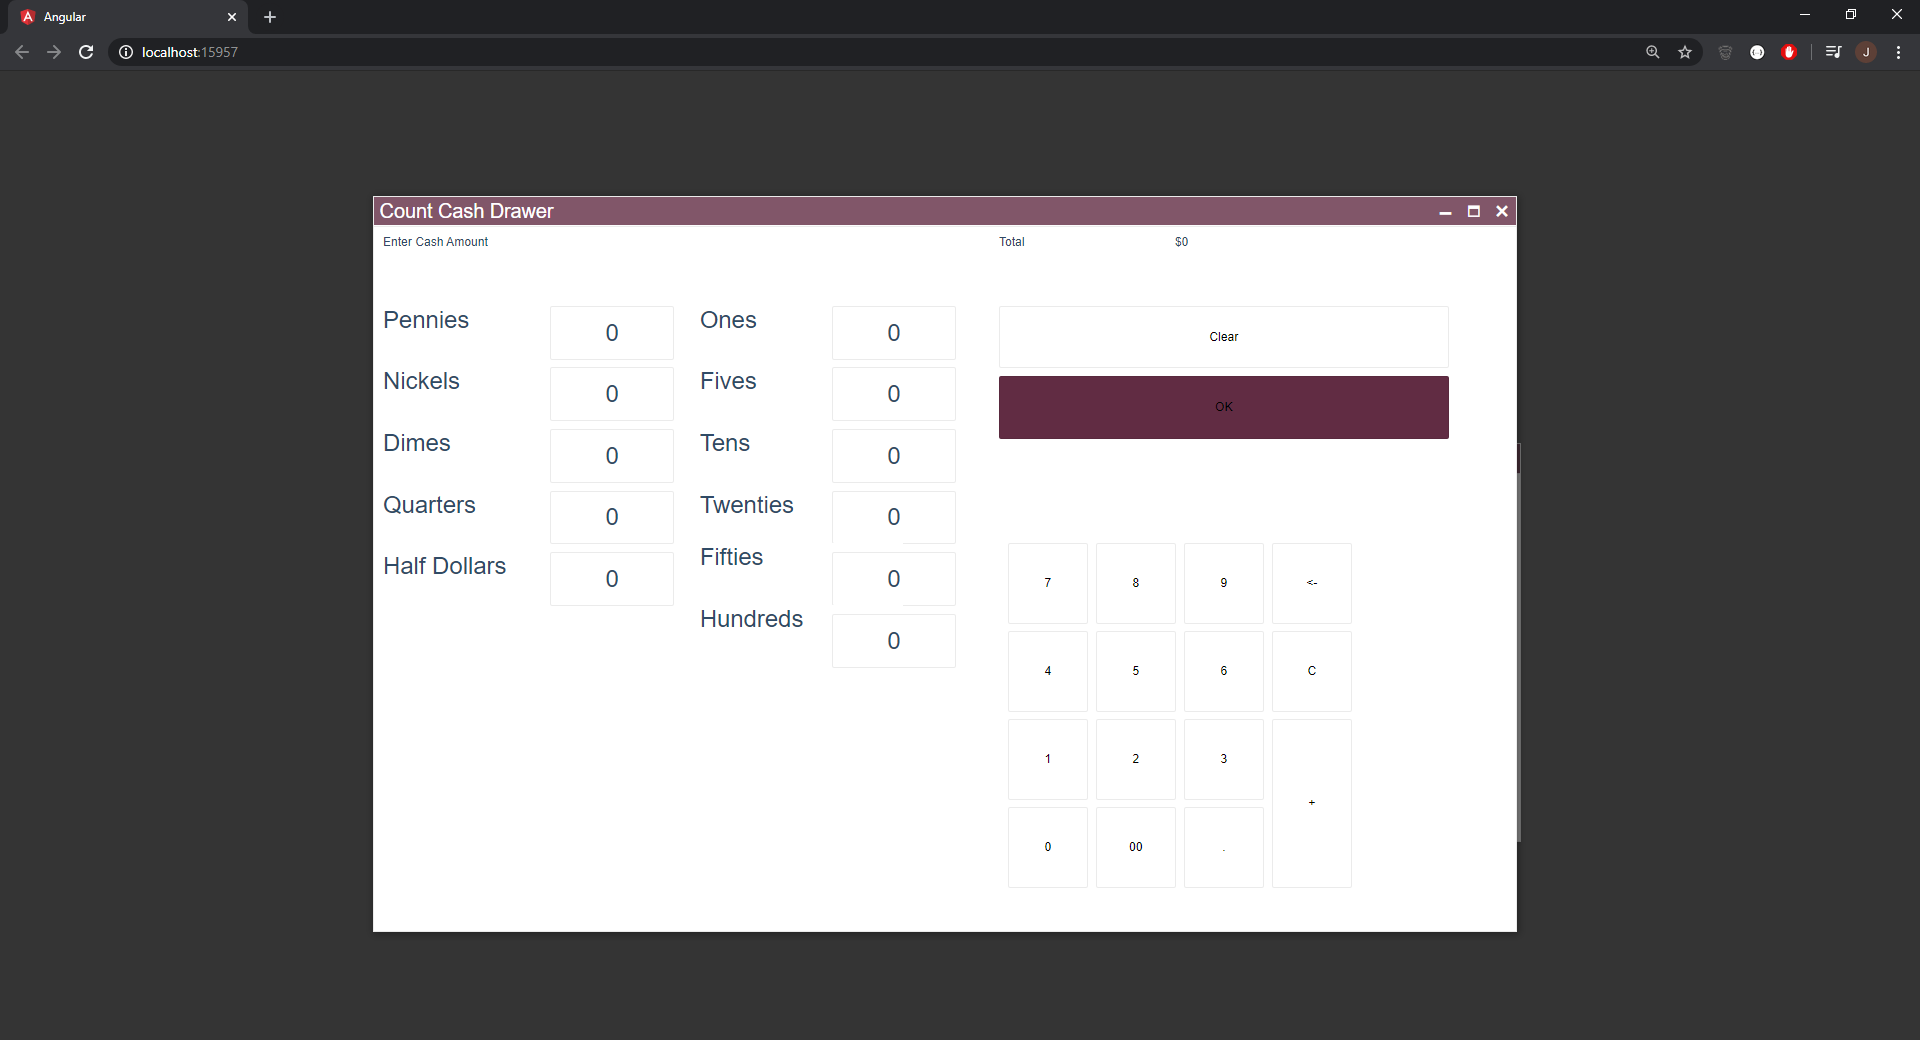 Angular
localhost:15957
J
Count Cash Drawer
Enter Cash Amount
Total $0
Pennies 0 Ones 0
Nickels 0 Fives 0
Dimes 0 Tens 0
Quarters 0 Twenties 0
Half Dollars 0 Fifties 0
Hundreds 0
Clear
OK
7 8 9 <-
4 5 6 C
1 2 3 +
0 00 .